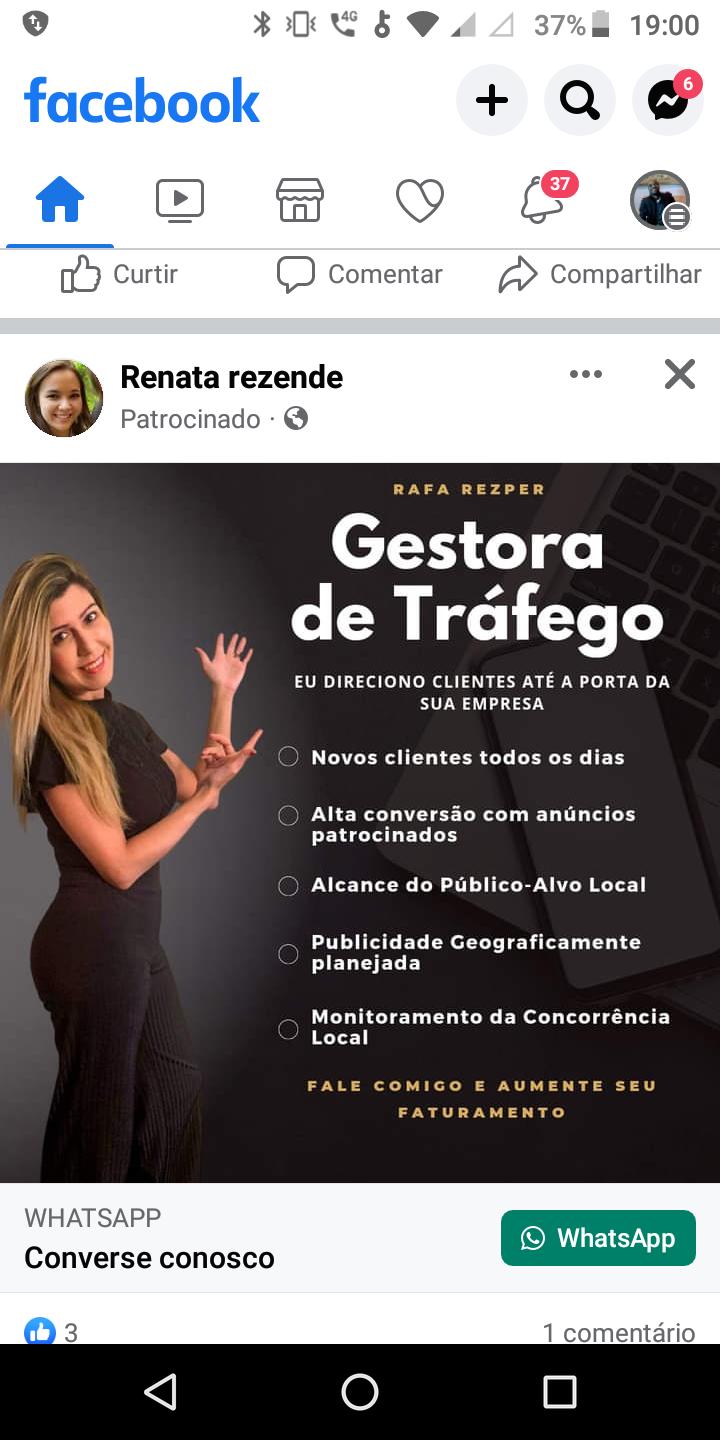 4G 37% 19:00
facebook
6
37
Curtir Comentar Compartilhar
Renata rezende
Patrocinado ·
RAFA REZPER
Gestora
de Tráfego
EU DIRECIONO CLIENTES ATÉ A PORTA DA
SUA EMPRESA
Novos clientes todos os dias
Alta conversão com anúncios
patrocinados
Alcance do Público-Alvo Local
Publicidade Geograficamente
planejada
Monitoramento da Concorrência
Local
FALE COMIGO E AUMENTE SEU
FATURAMENTO
WHATSAPP
Converse conosco
WhatsApp
3 1 comentário